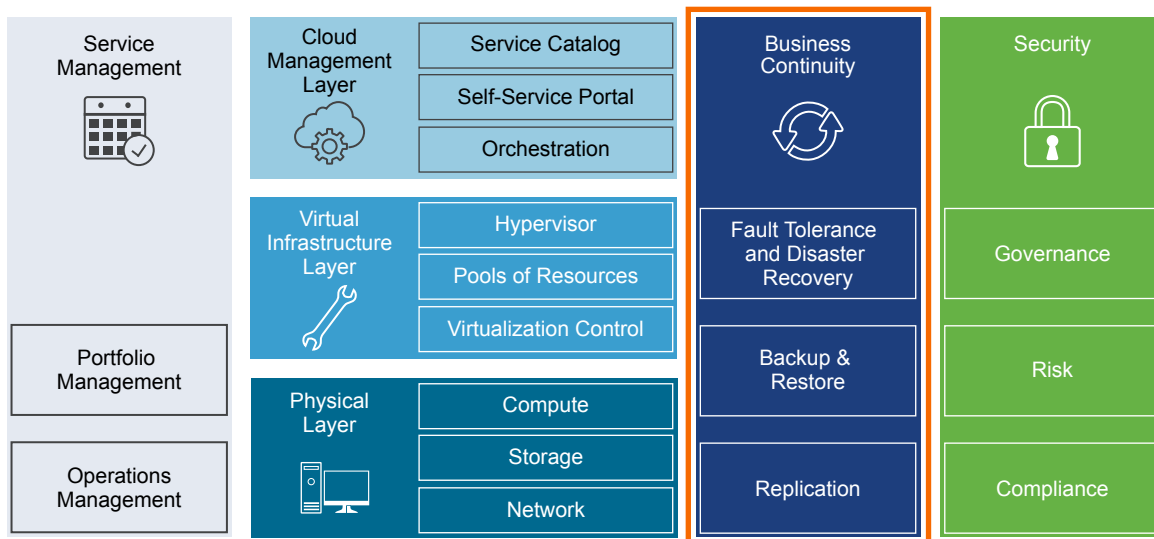 Service
Management
Portfolio
Management
Operations
Management
Cloud
Management
Layer
Service Catalog
Self-Service Portal
Orchestration
Virtual
Infrastructure
Layer
Hypervisor
Pools of Resources
Virtualization Control
Physical
Layer
Compute
Storage
Network
Business
Continuity
Fault Tolerance
and Disaster
Recovery
Backup &
Restore
Replication
Security
Governance
Risk
Compliance